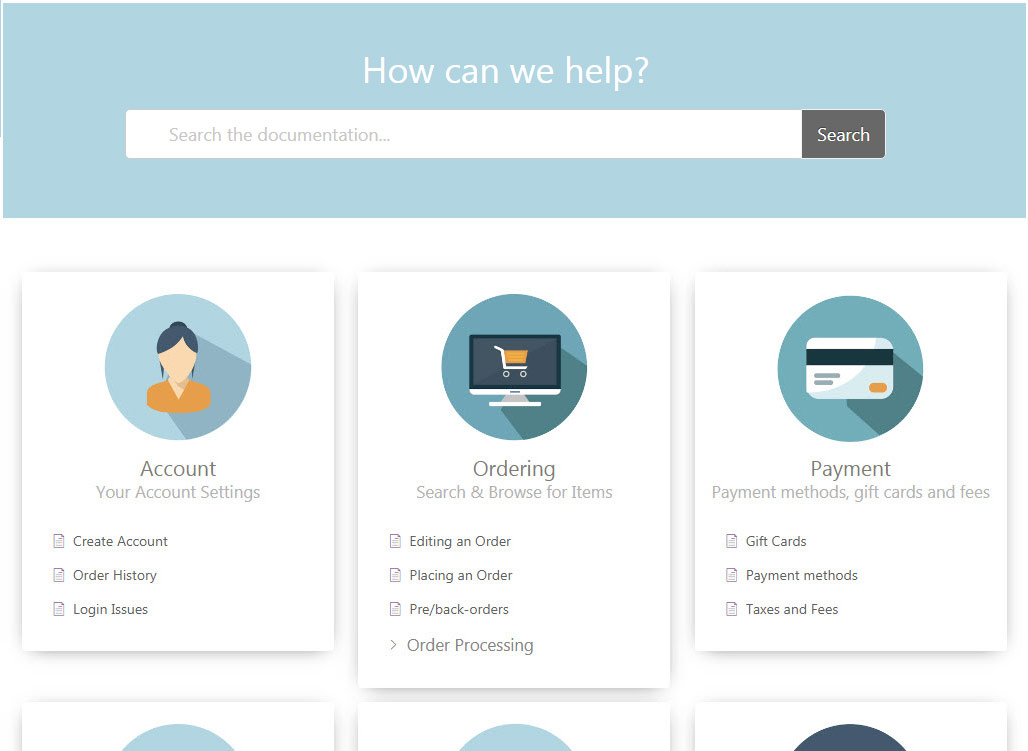 How can we help?
Search the documentation...
Search
Account
Your Account Settings
Create Account
Order History
Login Issues
Ordering
Search & Browse for Items
Editing an Order
Placing an Order
Pre/back-orders
Order Processing
Payment
Payment methods, gift cards and fees
Gift Cards
Payment methods
Taxes and Fees